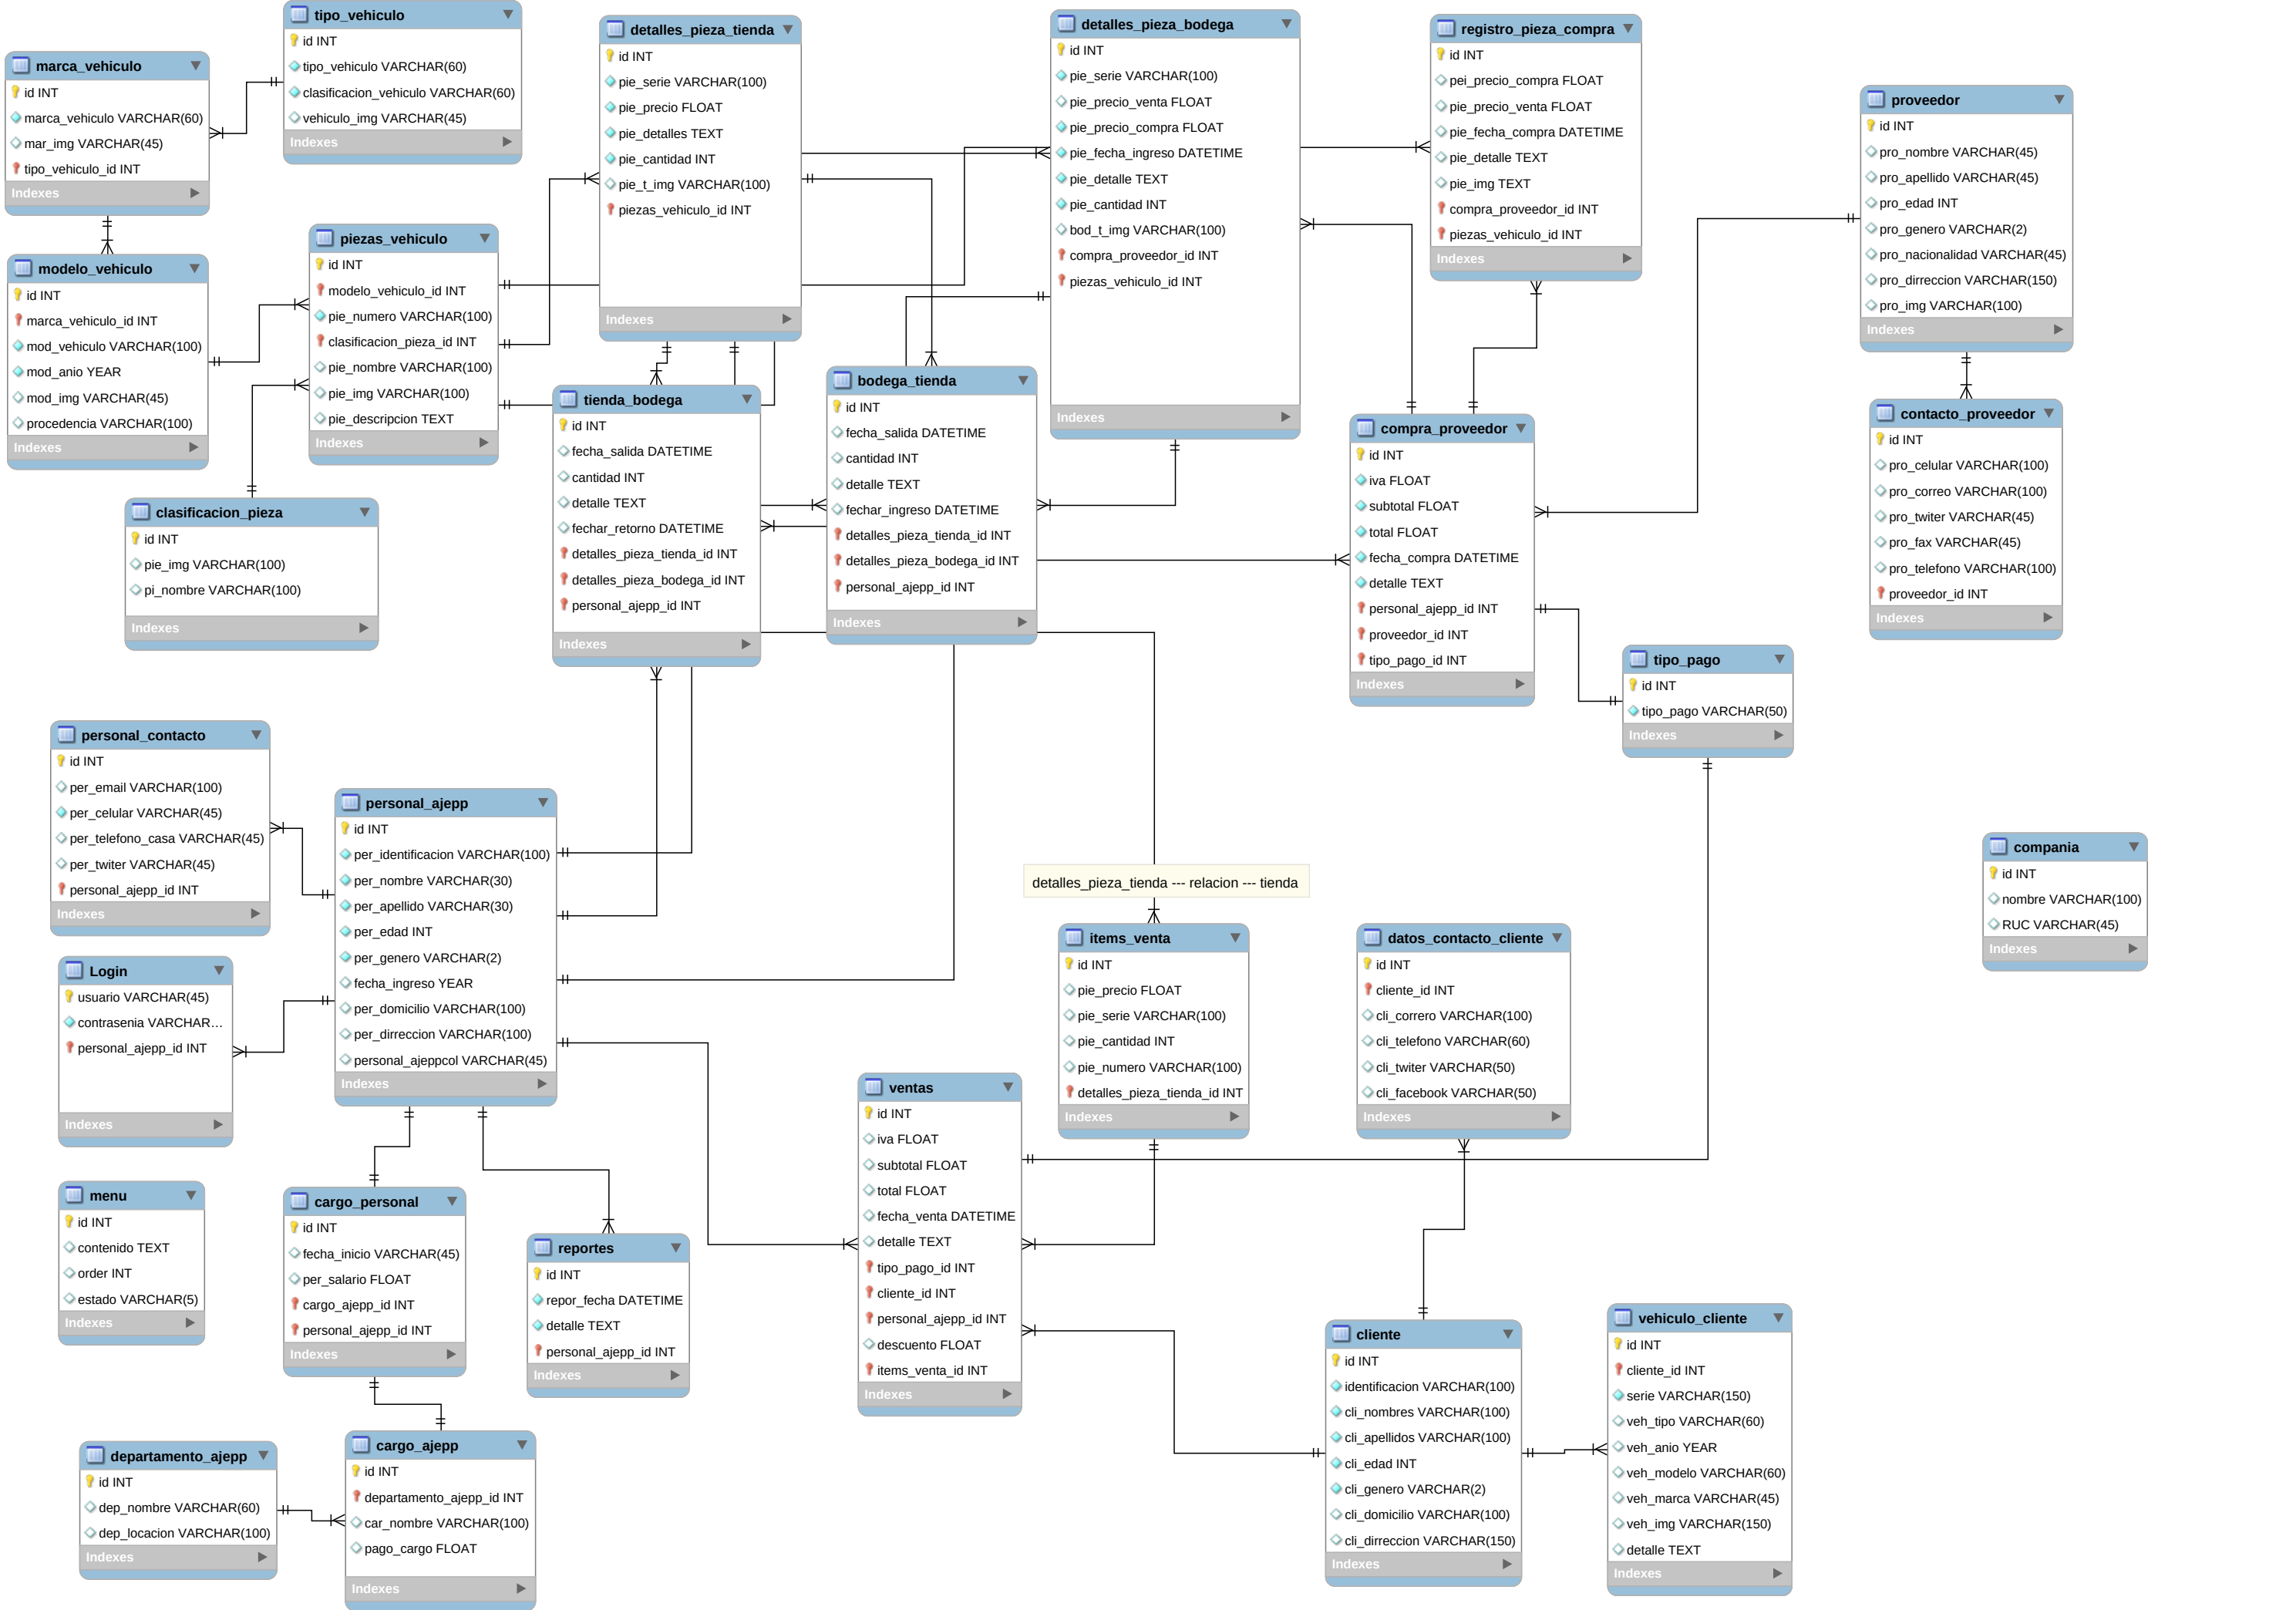 tipo_vehiculo
id INT
tipo_vehiculo VARCHAR(60)
clasificacion_vehiculo VARCHAR(60)
vehiculo_img VARCHAR(45)
Indexes
marca_vehiculo
id INT
marca_vehiculo VARCHAR(60)
mar_img VARCHAR(45)
tipo_vehiculo_id INT
Indexes
detalles_pieza_tienda
id INT
pie_serie VARCHAR(100)
pie_precio FLOAT
pie_detalles TEXT
pie_cantidad INT
pie_t_img VARCHAR(100)
piezas_vehiculo_id INT
Indexes
detalles_pieza_bodega
id INT
pie_serie VARCHAR(100)
pie_precio_venta FLOAT
pie_precio_compra FLOAT
pie_fecha_ingreso DATETIME
pie_detalle TEXT
pie_cantidad INT
bod_t_img VARCHAR(100)
compra_proveedor_id INT
piezas_vehiculo_id INT
Indexes
registro_pieza_compra
id INT
pei_precio_compra FLOAT
pie_precio_venta FLOAT
pie_fecha_compra DATETIME
pie_detalle TEXT
pie_img TEXT
compra_proveedor_id INT
piezas_vehiculo_id INT
Indexes
proveedor
id INT
pro_nombre VARCHAR(45)
pro_apellido VARCHAR(45)
pro_edad INT
pro_genero VARCHAR(2)
pro_nacionalidad VARCHAR(45)
pro_dirreccion VARCHAR(150)
pro_img VARCHAR(100)
Indexes
modelo_vehiculo
id INT
marca_vehiculo_id INT
mod_vehiculo VARCHAR(100)
mod_anio YEAR
mod_img VARCHAR(45)
procedencia VARCHAR(100)
Indexes
piezas_vehiculo
id INT
modelo_vehiculo_id INT
pie_numero VARCHAR(100)
clasificacion_pieza_id INT
pie_nombre VARCHAR(100)
pie_img VARCHAR(100)
pie_descripcion TEXT
Indexes
tienda_bodega
id INT
fecha_salida DATETIME
cantidad INT
detalle TEXT
fechar_retorno DATETIME
detalles_pieza_tienda_id INT
detalles_pieza_bodega_id INT
personal_ajepp_id INT
Indexes
bodega_tienda
id INT
fecha_salida DATETIME
cantidad INT
detalle TEXT
fechar_ingreso DATETIME
detalles_pieza_tienda_id INT
detalles_pieza_bodega_id INT
personal_ajepp_id INT
Indexes
compra_proveedor
id INT
iva FLOAT
subtotal FLOAT
total FLOAT
fecha_compra DATETIME
detalle TEXT
personal_ajepp_id INT
proveedor_id INT
tipo_pago_id INT
Indexes
contacto_proveedor
id INT
pro_celular VARCHAR(100)
pro_correo VARCHAR(100)
pro_twiter VARCHAR(45)
pro_fax VARCHAR(45)
pro_telefono VARCHAR(100)
proveedor_id INT
Indexes
clasificacion_pieza
id INT
pie_img VARCHAR(100)
pi_nombre VARCHAR(100)
Indexes
tipo_pago
id INT
tipo_pago VARCHAR(50)
Indexes
personal_contacto
id INT
per_email VARCHAR(100)
per_celular VARCHAR(45)
per_telefono_casa VARCHAR(45)
per_twiter VARCHAR(45)
personal_ajepp_id INT
Indexes
personal_ajepp
id INT
per_identificacion VARCHAR(100)
per_nombre VARCHAR(30)
per_apellido VARCHAR(30)
per_edad INT
per_genero VARCHAR(2)
fecha_ingreso YEAR
per_domicilio VARCHAR(100)
per_dirreccion VARCHAR(100)
personal_ajeppcol VARCHAR(45)
Indexes
compania
id INT
nombre VARCHAR(100)
RUC VARCHAR(45)
Indexes
detalles_pieza_tienda --- relacion --- tienda
items_venta
id INT
pie_precio FLOAT
pie_serie VARCHAR(100)
pie_cantidad INT
pie_numero VARCHAR(100)
detalles_pieza_tienda_id INT
Indexes
datos_contacto_cliente
id INT
cliente_id INT
cli_correro VARCHAR(100)
cli_telefono VARCHAR(60)
cli_twiter VARCHAR(50)
cli_facebook VARCHAR(50)
Indexes
Login
usuario VARCHAR(45)
contrasenia VARCHAR...
personal_ajepp_id INT
Indexes
ventas
id INT
iva FLOAT
subtotal FLOAT
total FLOAT
fecha_venta DATETIME
detalle TEXT
tipo_pago_id INT
cliente_id INT
personal_ajepp_id INT
descuento FLOAT
items_venta_id INT
Indexes
menu
id INT
contenido TEXT
order INT
estado VARCHAR(5)
Indexes
cargo_personal
id INT
fecha_inicio VARCHAR(45)
per_salario FLOAT
cargo_ajepp_id INT
personal_ajepp_id INT
Indexes
reportes
id INT
repor_fecha DATETIME
detalle TEXT
personal_ajepp_id INT
Indexes
cliente
id INT
identificacion VARCHAR(100)
cli_nombres VARCHAR(100)
cli_apellidos VARCHAR(100)
cli_edad INT
cli_genero VARCHAR(2)
cli_domicilio VARCHAR(100)
cli_dirreccion VARCHAR(150)
Indexes
vehiculo_cliente
id INT
cliente_id INT
serie VARCHAR(150)
veh_tipo VARCHAR(60)
veh_anio YEAR
veh_modelo VARCHAR(60)
veh_marca VARCHAR(45)
veh_img VARCHAR(150)
detalle TEXT
Indexes
departamento_ajepp
id INT
dep_nombre VARCHAR(60)
dep_locacion VARCHAR(100)
Indexes
cargo_ajepp
id INT
departamento_ajepp_id INT
car_nombre VARCHAR(100)
pago_cargo FLOAT
Indexes